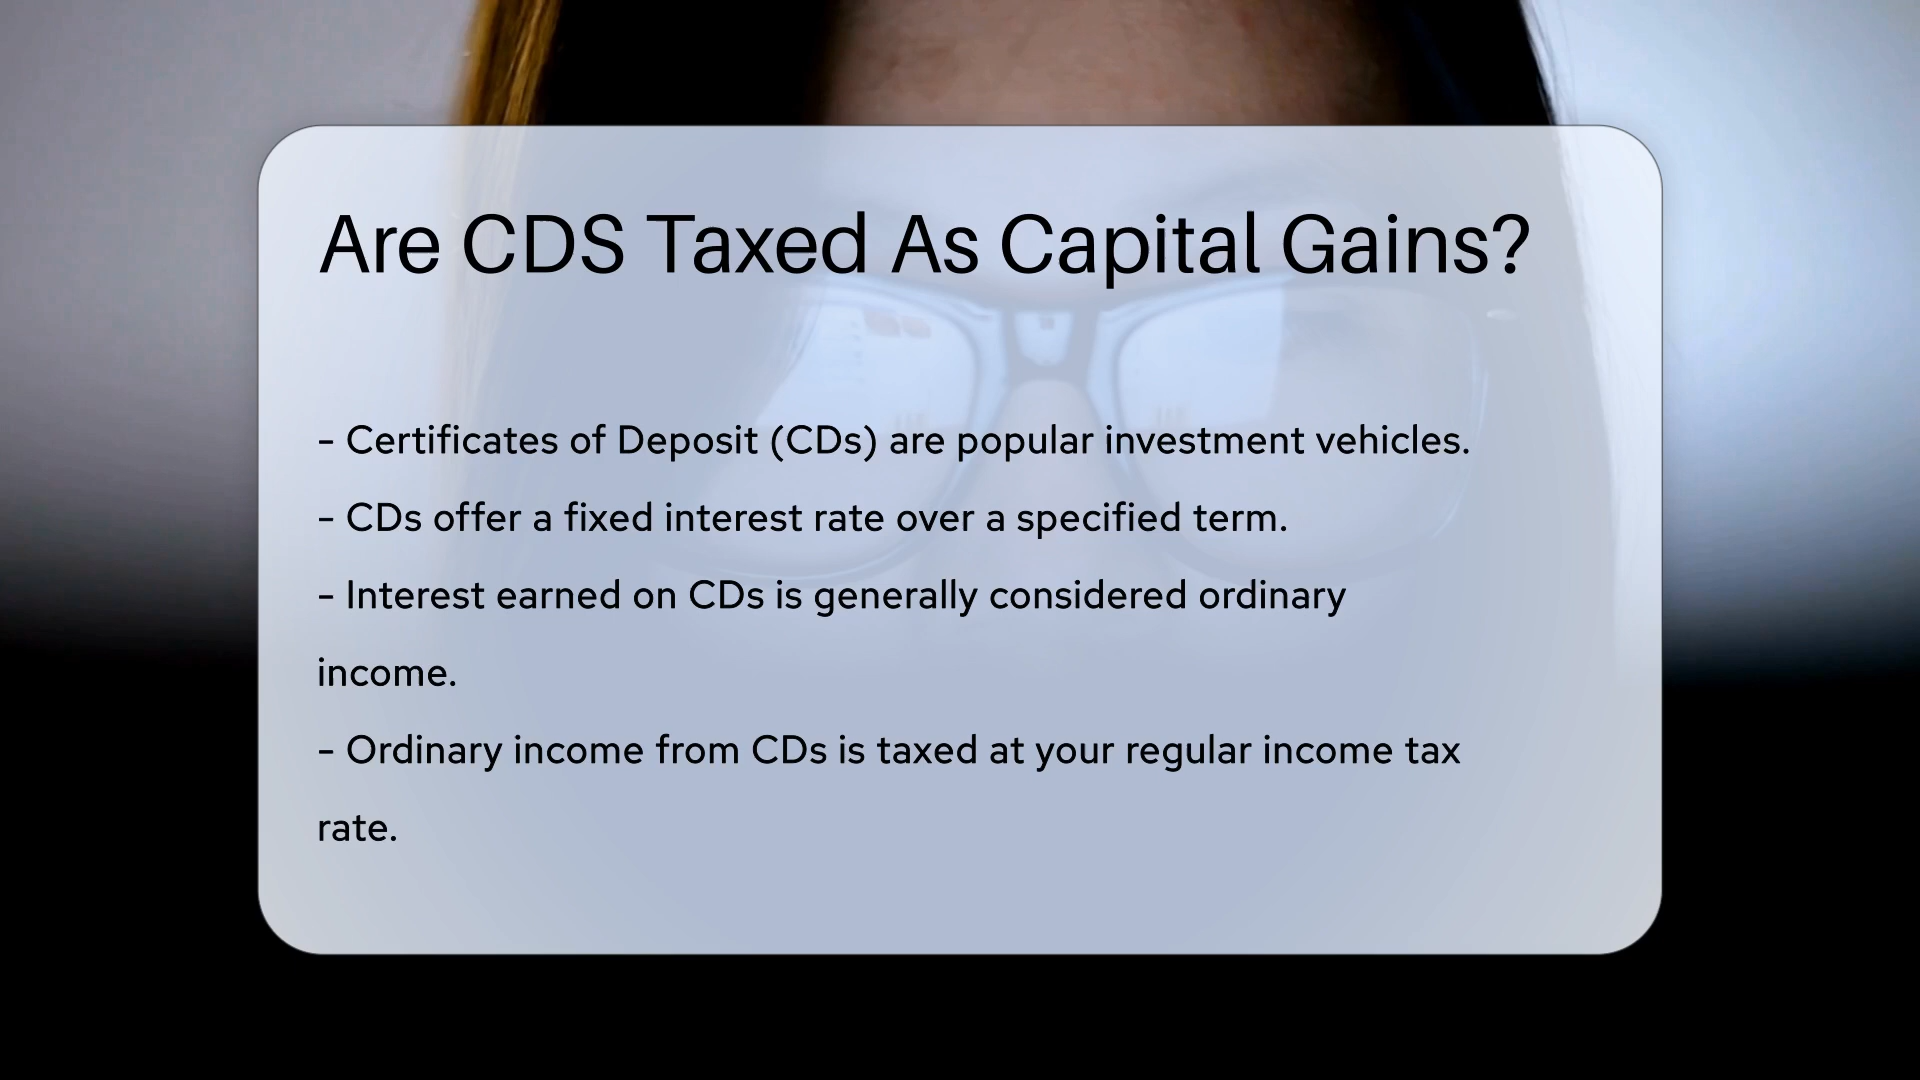 Are CDS Taxed As Capital Gains?
- Certificates of Deposit (CDs) are popular investment vehicles.
- CDs offer a fixed interest rate over a specified term.
- Interest earned on CDs is generally considered ordinary
income.
- Ordinary income from CDs is taxed at your regular income tax
rate.